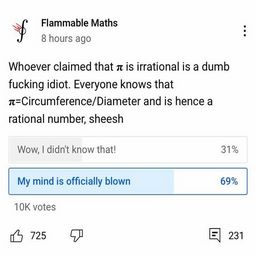 Flammable Maths
8 hours ago
Whoever claimed that π is irrational is a dumb
fucking idiot. Everyone knows that
π=Circumference/Diameter and is hence a
rational number, sheesh
Wow, I didn't know that! 31%
My mind is officially blown 69%
10K votes
725 231